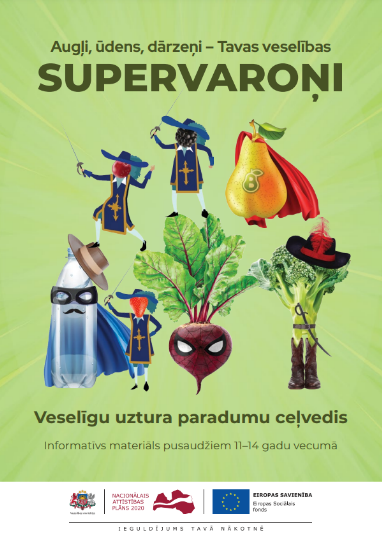 Augļi, ūdens, dārzeņi – Tavas veselības
SUPERVAROŅI
Veselīgu uztura paradumu ceļvedis
Informatīvs materiāls pusaudžiem 11–14 gadu vecumā
NACIONĀLAIS
ATTĪSTĪBAS
PLĀNS 2020
EIROPAS SAVIENĪBA
Eiropas Sociālais
fonds
IEGULDĪJUMS TAVĀ NĀKOTNĒ